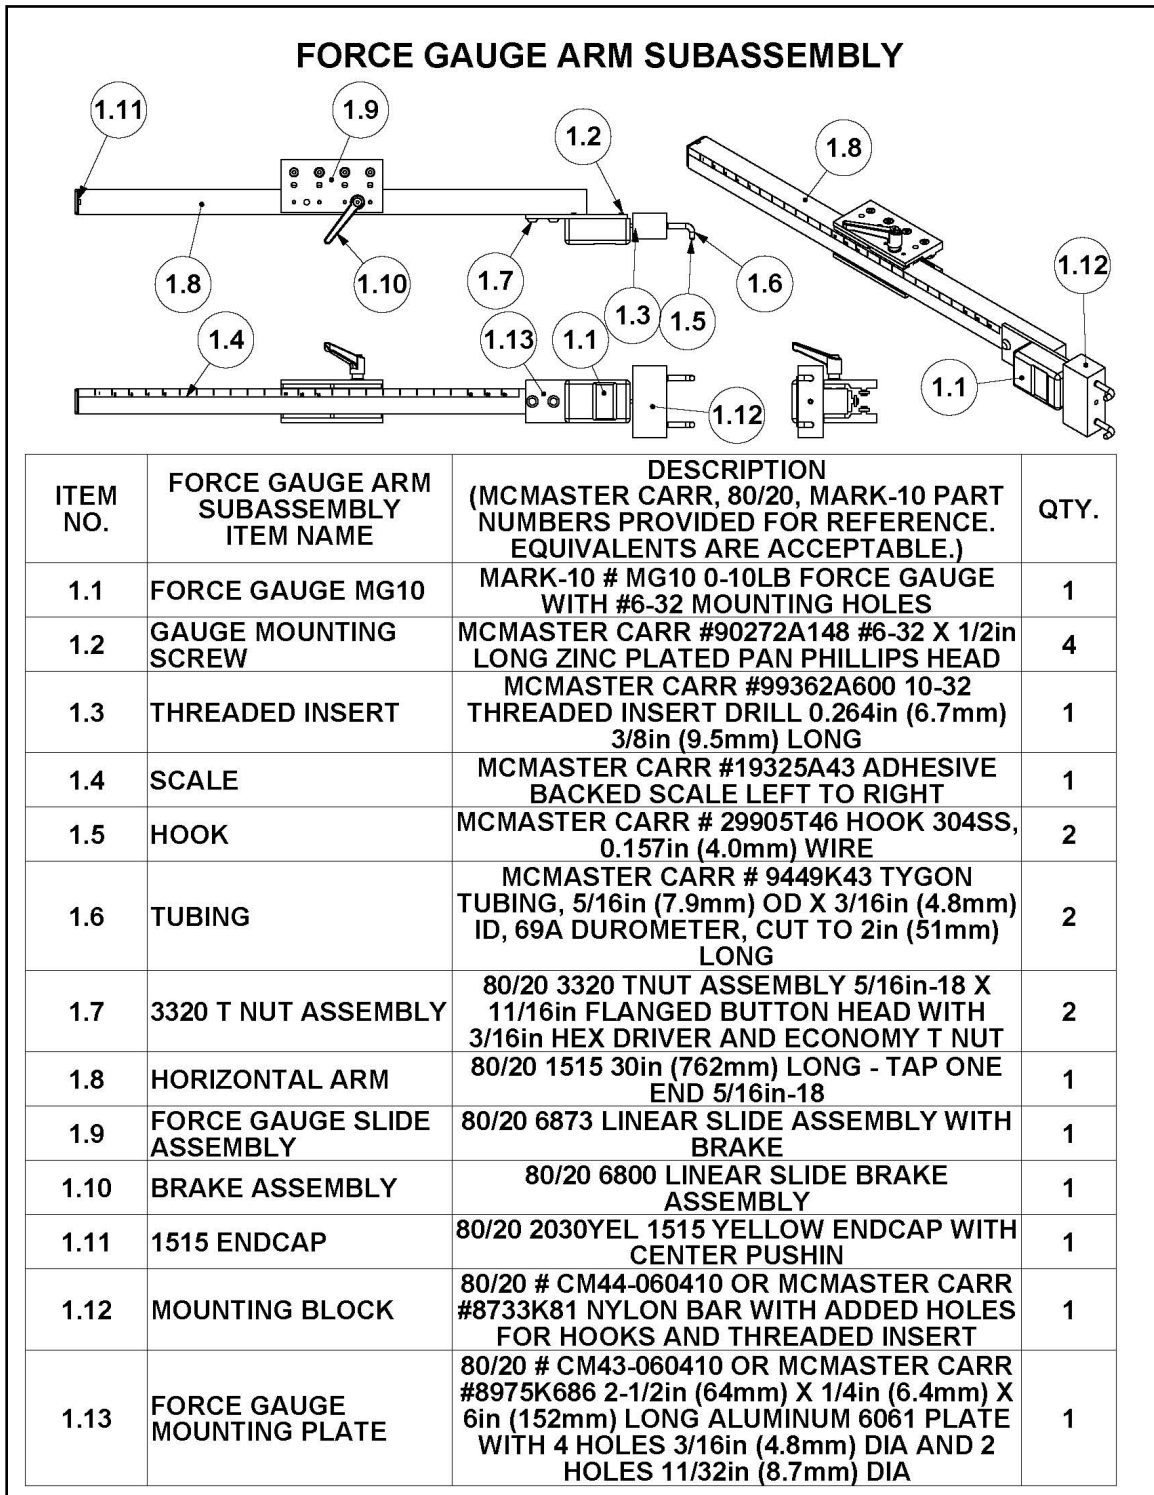 FORCE GAUGE ARM SUBASSEMBLY
1.11
1.9
1.2
1.8
1.8
1.10
1.7
1.3
1.5
1.6
1.12
1.4
1.13
1.1
1.12
1.1
ITEM
NO.
FORCE GAUGE ARM
SUBASSEMBLY
ITEM NAME
DESCRIPTION
(MCMASTER CARR, 80/20, MARK-10 PART
NUMBERS PROVIDED FOR REFERENCE.
EQUIVALENTS ARE ACCEPTABLE.)
QTY.
1.1
FORCE GAUGE MG10
MARK-10 # MG10 0-10LB FORCE GAUGE
WITH #6-32 MOUNTING HOLES
1
1.2
GAUGE MOUNTING
SCREW
MCMASTER CARR #90272A148 #6-32 X 1/2in
LONG ZINC PLATED PAN PHILLIPS HEAD
4
1.3
THREADED INSERT
MCMASTER CARR #99362A600 10-32
THREADED INSERT DRILL 0.264in (6.7mm)
3/8in (9.5mm) LONG
1
1.4
SCALE
MCMASTER CARR #19325A43 ADHESIVE
BACKED SCALE LEFT TO RIGHT
1
1.5
HOOK
MCMASTER CARR # 29905T46 HOOK 304SS,
0.157in (4.0mm) WIRE
2
1.6
TUBING
MCMASTER CARR # 9449K43 TYGON
TUBING, 5/16in (7.9mm) OD X 3/16in (4.8mm)
ID, 69A DUROMETER, CUT TO 2in (51mm)
LONG
2
1.7
3320 T NUT ASSEMBLY
80/20 3320 TNUT ASSEMBLY 5/16in-18 X
11/16in FLANGED BUTTON HEAD WITH
3/16in HEX DRIVER AND ECONOMY T NUT
2
1.8
HORIZONTAL ARM
80/20 1515 30in (762mm) LONG - TAP ONE
END 5/16in-18
1
1.9
FORCE GAUGE SLIDE
ASSEMBLY
80/20 6873 LINEAR SLIDE ASSEMBLY WITH
BRAKE
1
1.10
BRAKE ASSEMBLY
80/20 6800 LINEAR SLIDE BRAKE
ASSEMBLY
1
1.11
1515 ENDCAP
80/20 2030YEL 1515 YELLOW ENDCAP WITH
CENTER PUSHIN
1
1.12
MOUNTING BLOCK
80/20 # CM44-060410 OR MCMASTER CARR
#8733K81 NYLON BAR WITH ADDED HOLES
FOR HOOKS AND THREADED INSERT
1
1.13
FORCE GAUGE
MOUNTING PLATE
80/20 # CM43-060410 OR MCMASTER CARR
#8975K686 2-1/2in (64mm) X 1/4in (6.4mm) X
6in (152mm) LONG ALUMINUM 6061 PLATE
WITH 4 HOLES 3/16in (4.8mm) DIA AND 2
HOLES 11/32in (8.7mm) DIA
1